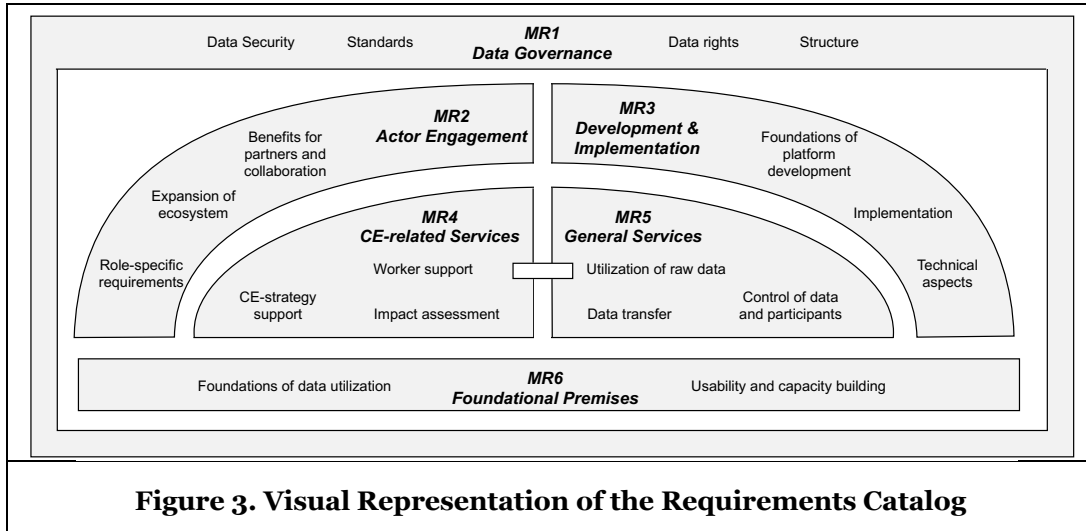 MR1
Data Governance
Data Security
Standards
Data rights
Structure
MR2
Actor Engagement
Benefits for
partners and
collaboration
Expansion of
ecosystem
Role-specific
requirements
MR3
Development &
Implementation
Foundations of
platform
development
Implementation
Technical
aspects
MR4
CE-related Services
Worker support
CE-strategy
support
Impact assessment
MR5
General Services
Utilization of raw data
Data transfer
Control of data
and participants
MR6
Foundational Premises
Foundations of data utilization
Usability and capacity building
Figure 3. Visual Representation of the Requirements Catalog